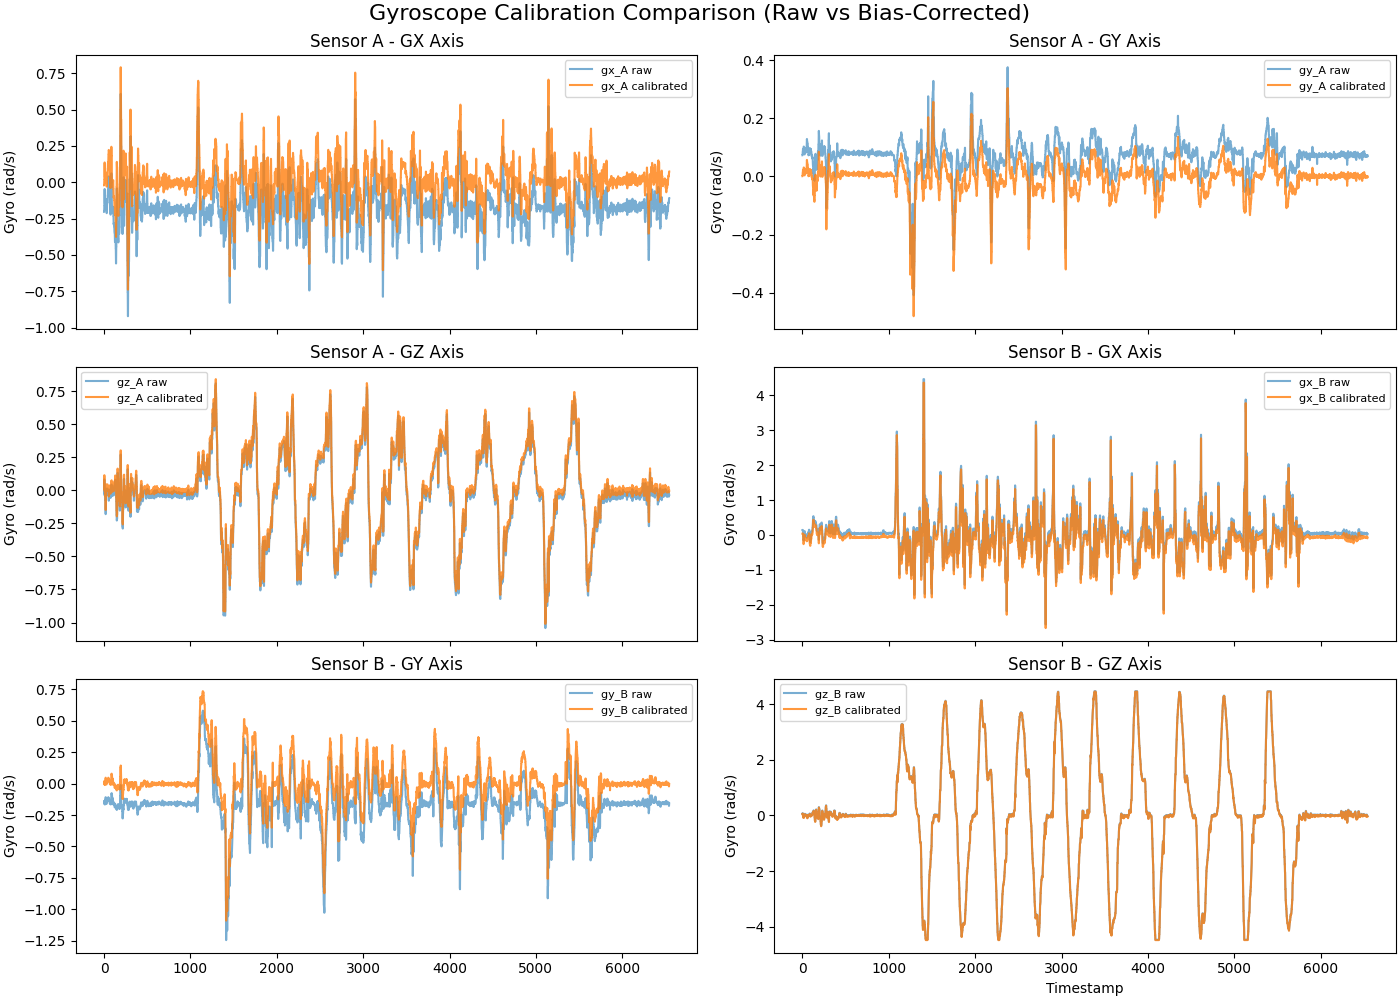 Gyroscope Calibration Comparison (Raw vs Bias-Corrected)
Sensor A - GX Axis
gx_A raw
gx_A calibrated
Gyro (rad/s)
0.75
0.50
0.25
0.00
−0.25
−0.50
−0.75
−1.00
Sensor A - GY Axis
gy_A raw
gy_A calibrated
Gyro (rad/s)
0.4
0.2
0.0
−0.2
−0.4
Sensor A - GZ Axis
gz_A raw
gz_A calibrated
Gyro (rad/s)
0.75
0.50
0.25
0.00
−0.25
−0.50
−0.75
−1.00
Sensor B - GX Axis
gx_B raw
gx_B calibrated
Gyro (rad/s)
4
3
2
1
0
−1
−2
−3
Sensor B - GY Axis
gy_B raw
gy_B calibrated
Gyro (rad/s)
0.75
0.50
0.25
0.00
−0.25
−0.50
−0.75
−1.00
−1.25
0 1000 2000 3000 4000 5000 6000
Sensor B - GZ Axis
gz_B raw
gz_B calibrated
Gyro (rad/s)
4
2
0
−2
−4
0 1000 2000 3000 4000 5000 6000
Timestamp